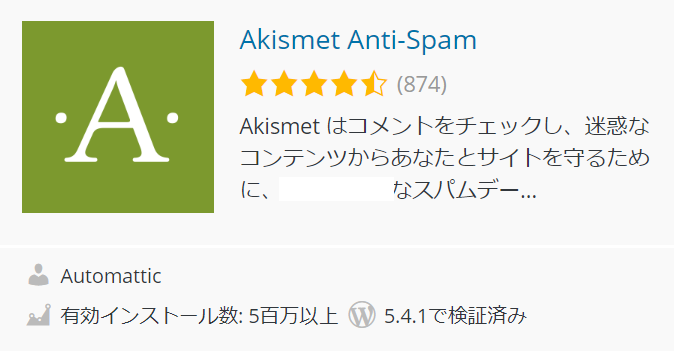 A
Akismet Anti-Spam
(874)
Akismet はコメントをチェックし、迷惑な
コンテンツからあなたとサイトを守るため
に、 なスパムデー...
Automattic
有効インストール数: 5百万以上
5.4.1で検証済み